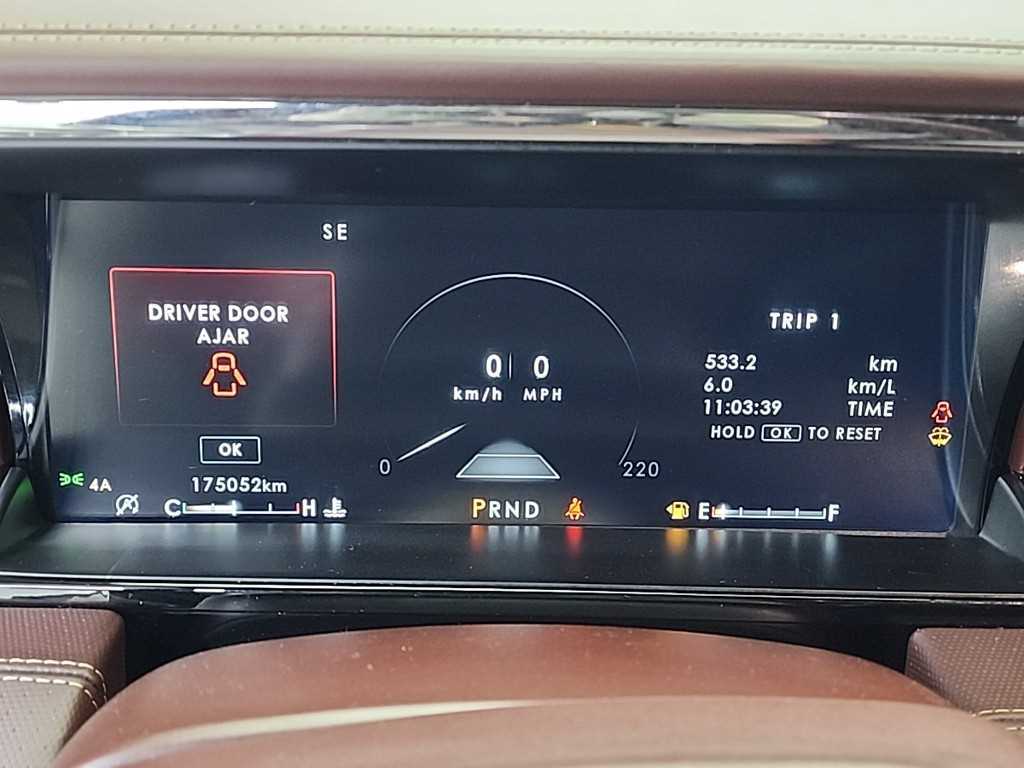 SE
DRIVER DOOR
AJAR
OK
175052km
4A
C H
0 0
km/h MPH
0 220
PRND
TRIP 1
533.2 km
6.0 km/L
11:03:39 TIME
HOLD OK TO RESET
E F